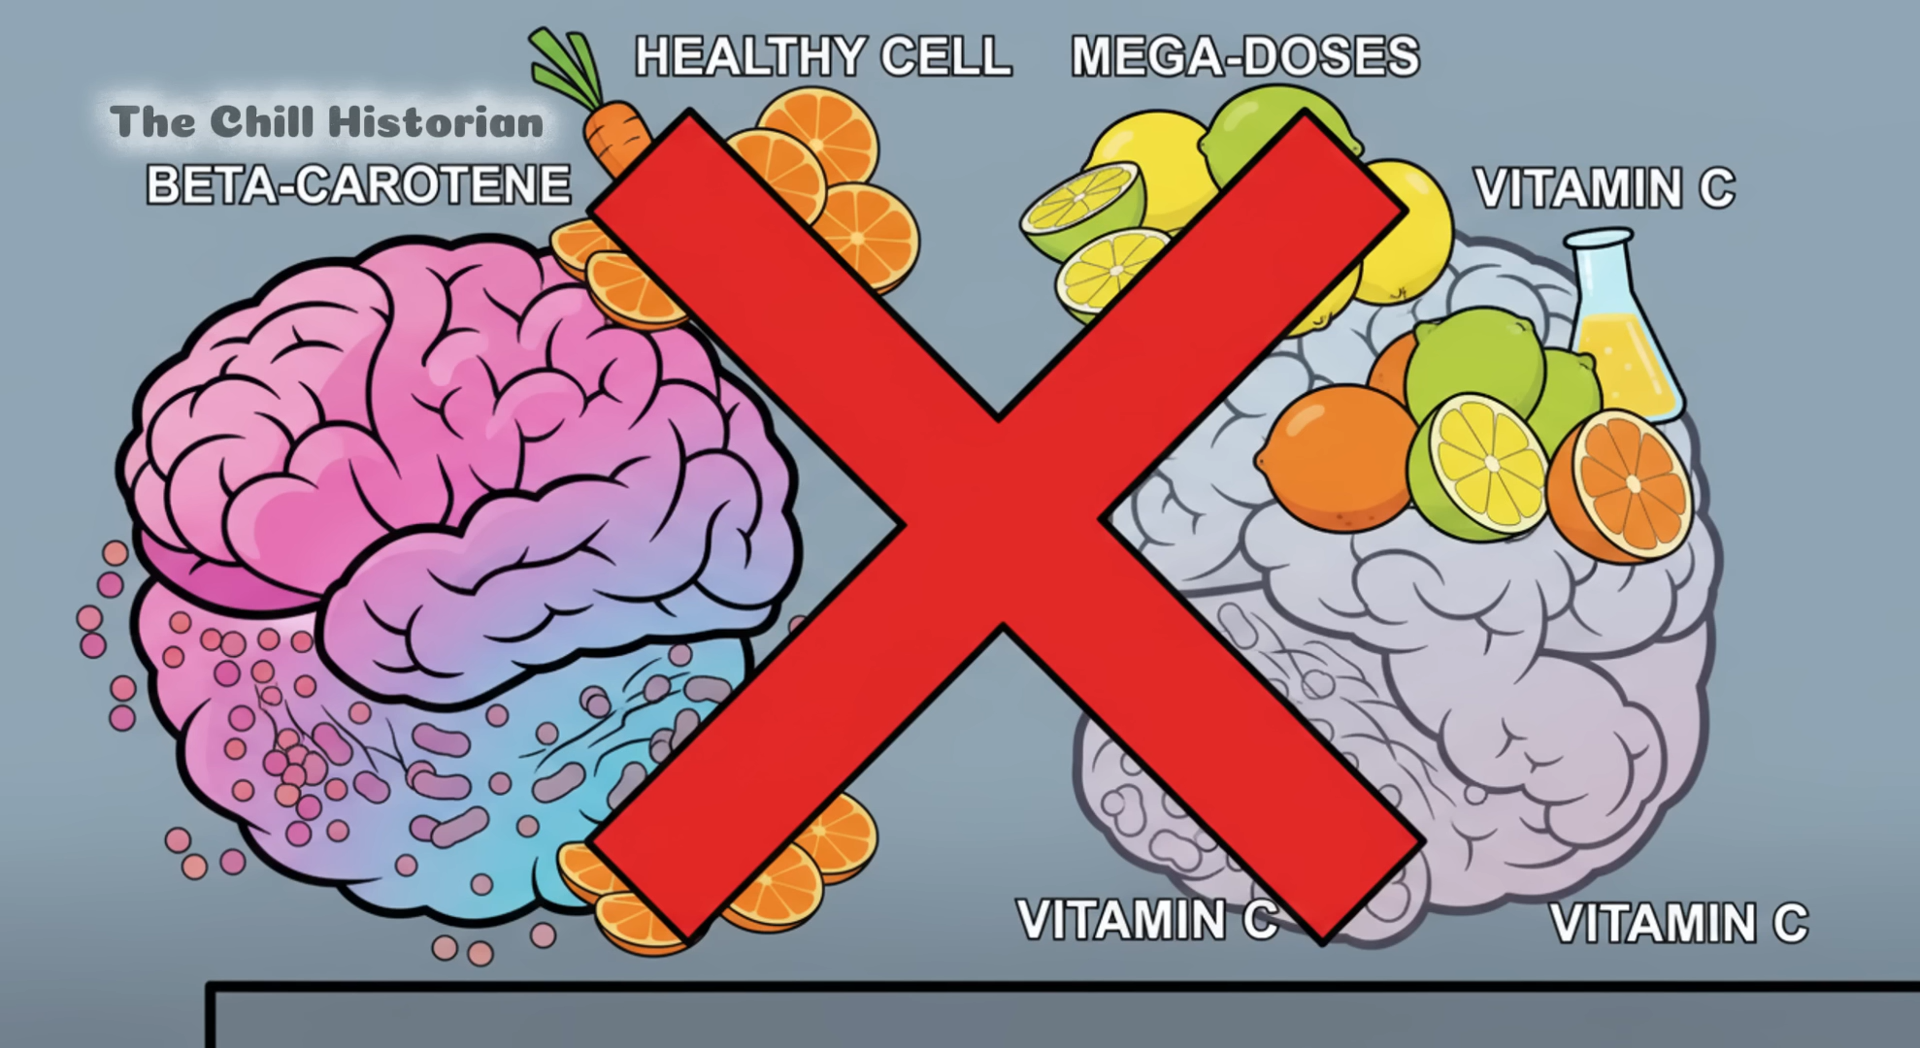 HEALTHY CELL
MEGA-DOSES
The Chill Historian
BETA-CAROTENE
VITAMIN C
VITAMIN C
VITAMIN C